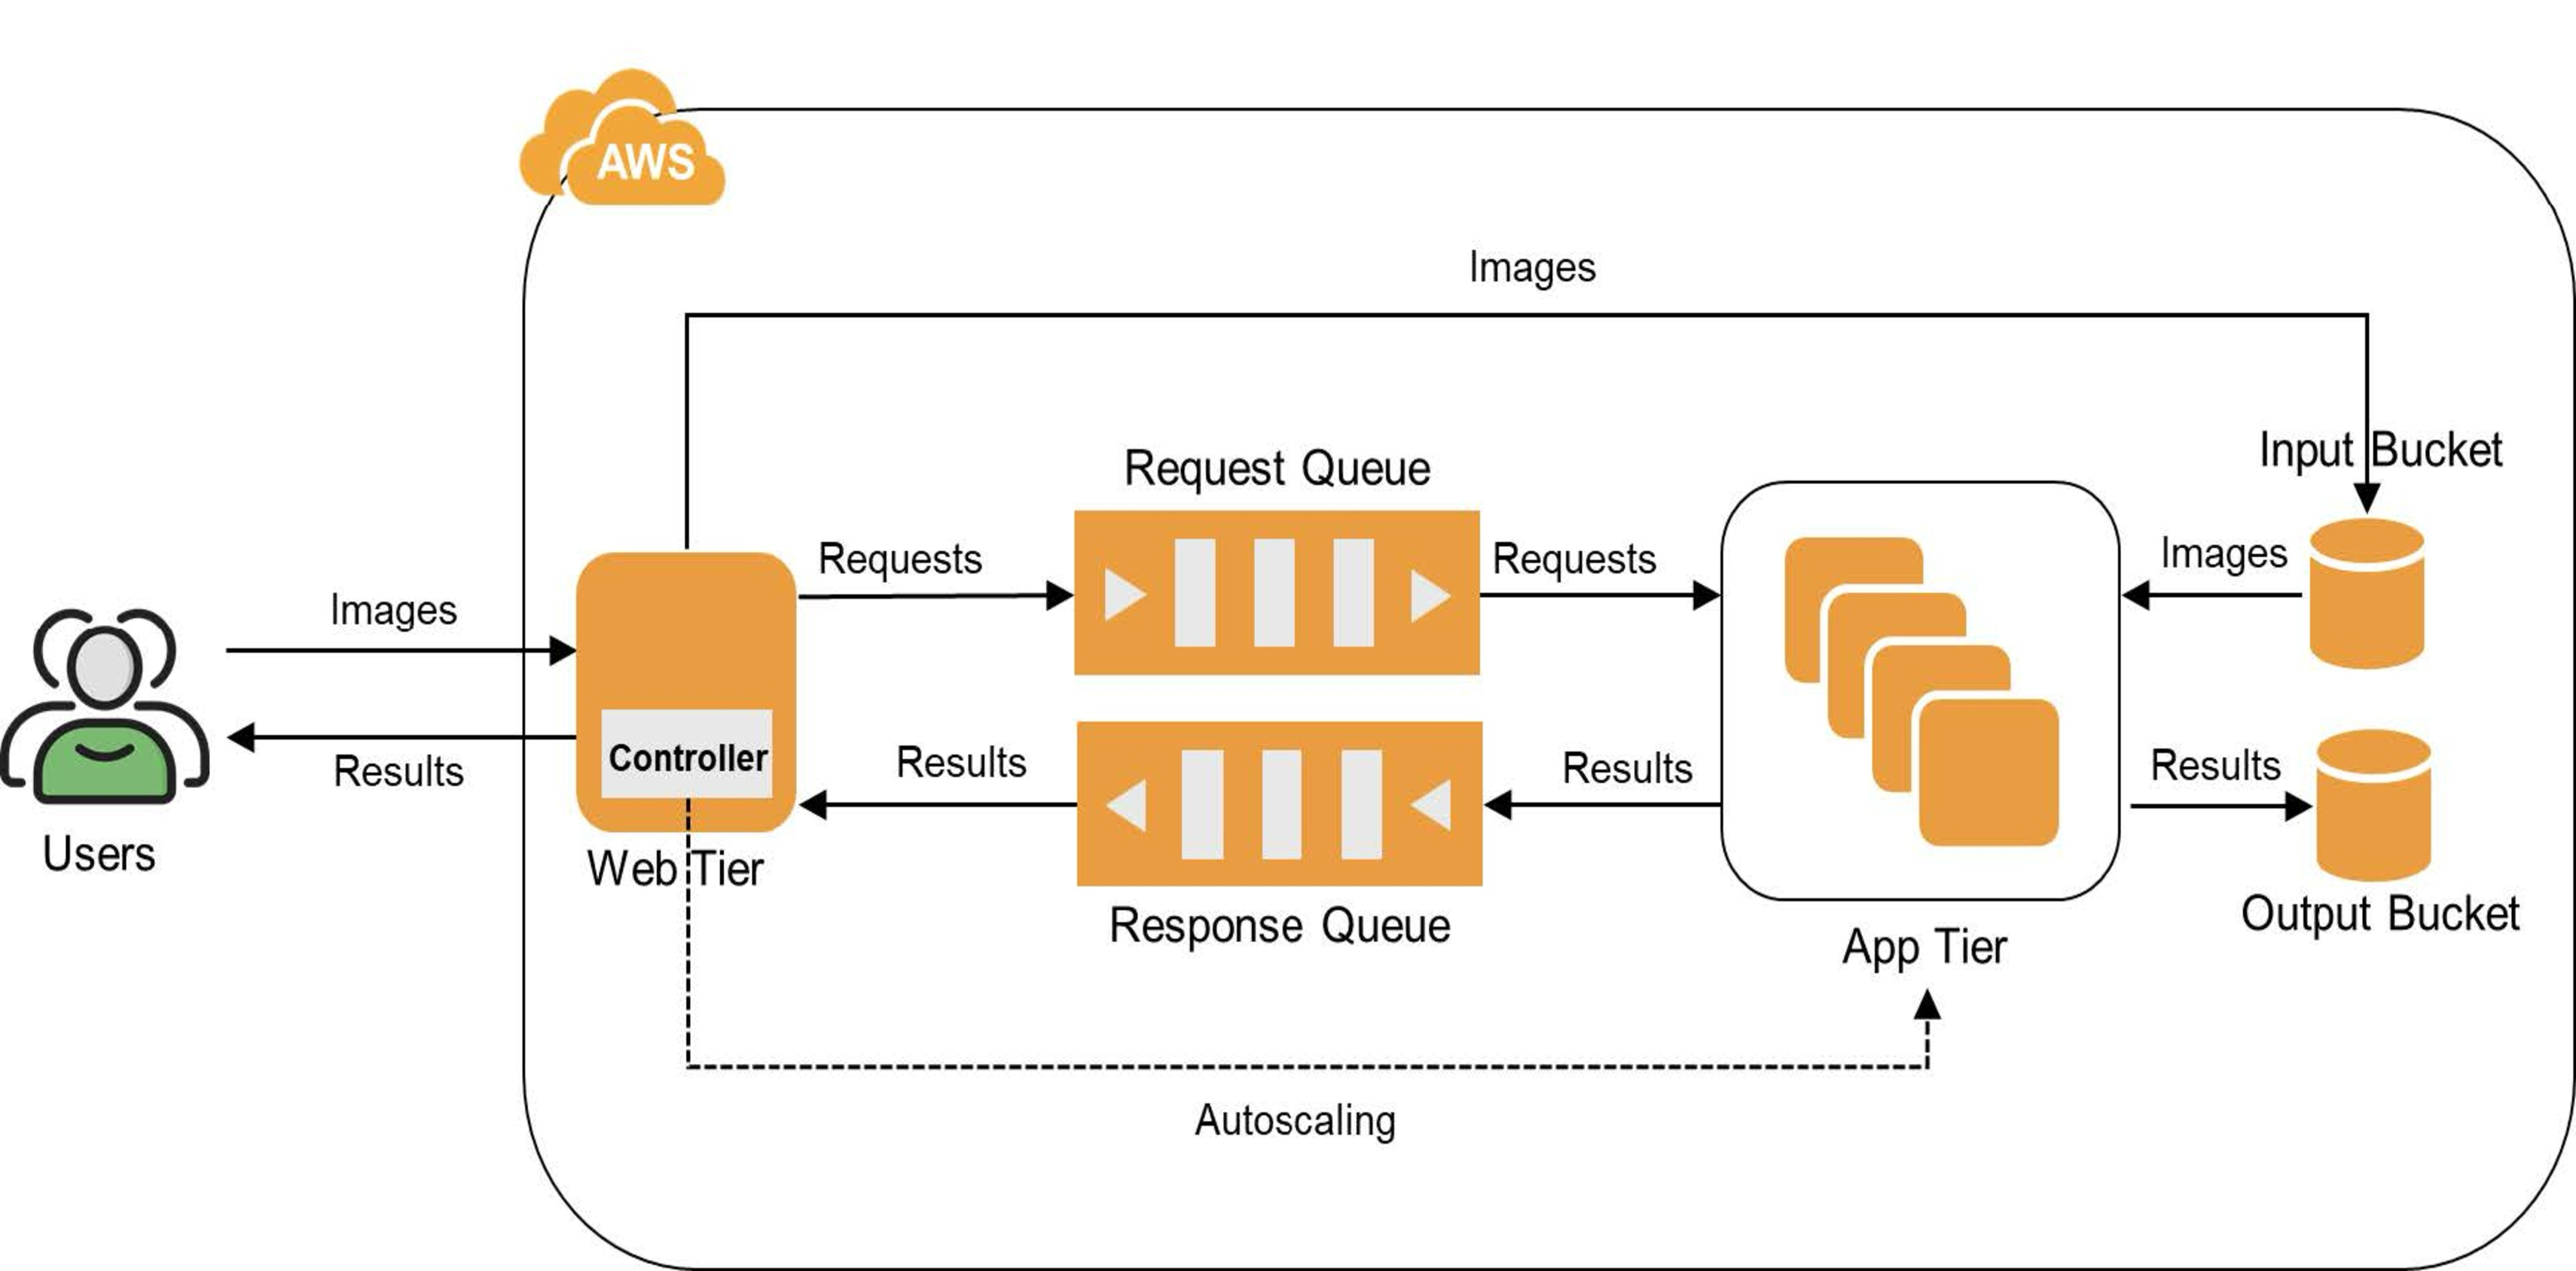 AWS
Images
Input Bucket
Request Queue
Requests
Requests
Images
Images
Controller
Results
Results
Results
Results
Users
Web Tier
Response Queue
App Tier
Output Bucket
Autoscaling